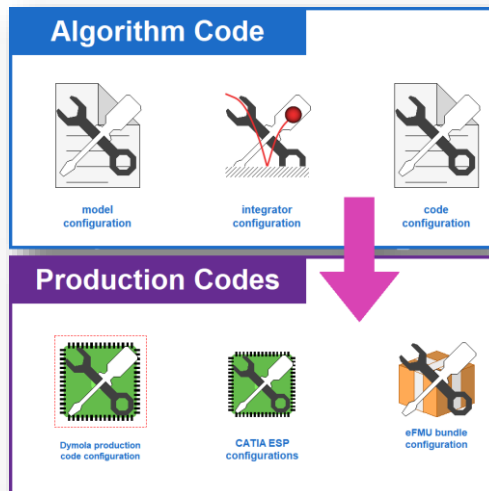 Algorithm Code
model
configuration
integrator
configuration
code
configuration
Production Codes
Dymola production
code configuration
CATIA ESP
configurations
eFMU bundle
configuration